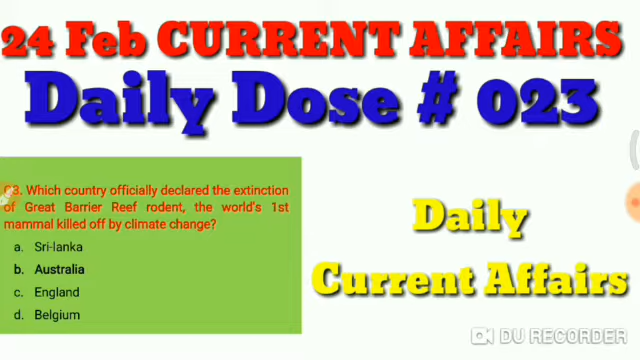 24 Feb CURRENT AFFAIRS
Daily Dose # 023
Q3. Which country officially declared the extinction
of Great Barrier Reef rodent, the world's 1st
mammal killed off by climate change?
a. Sri-lanka
b. Australia
c. England
d. Belgium
Daily
Current Affairs
DU RECORDER